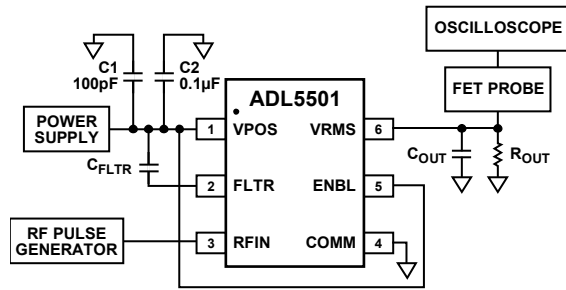 OSCILLOSCOPE
C1
100pF
C2
0.1µF
FET PROBE
ADL5501
POWER
SUPPLY
1
VPOS
VRMS
6
CFLTR
COUT
ROUT
2
FLTR
ENBL
5
RF PULSE
GENERATOR
3
RFIN
COMM
4